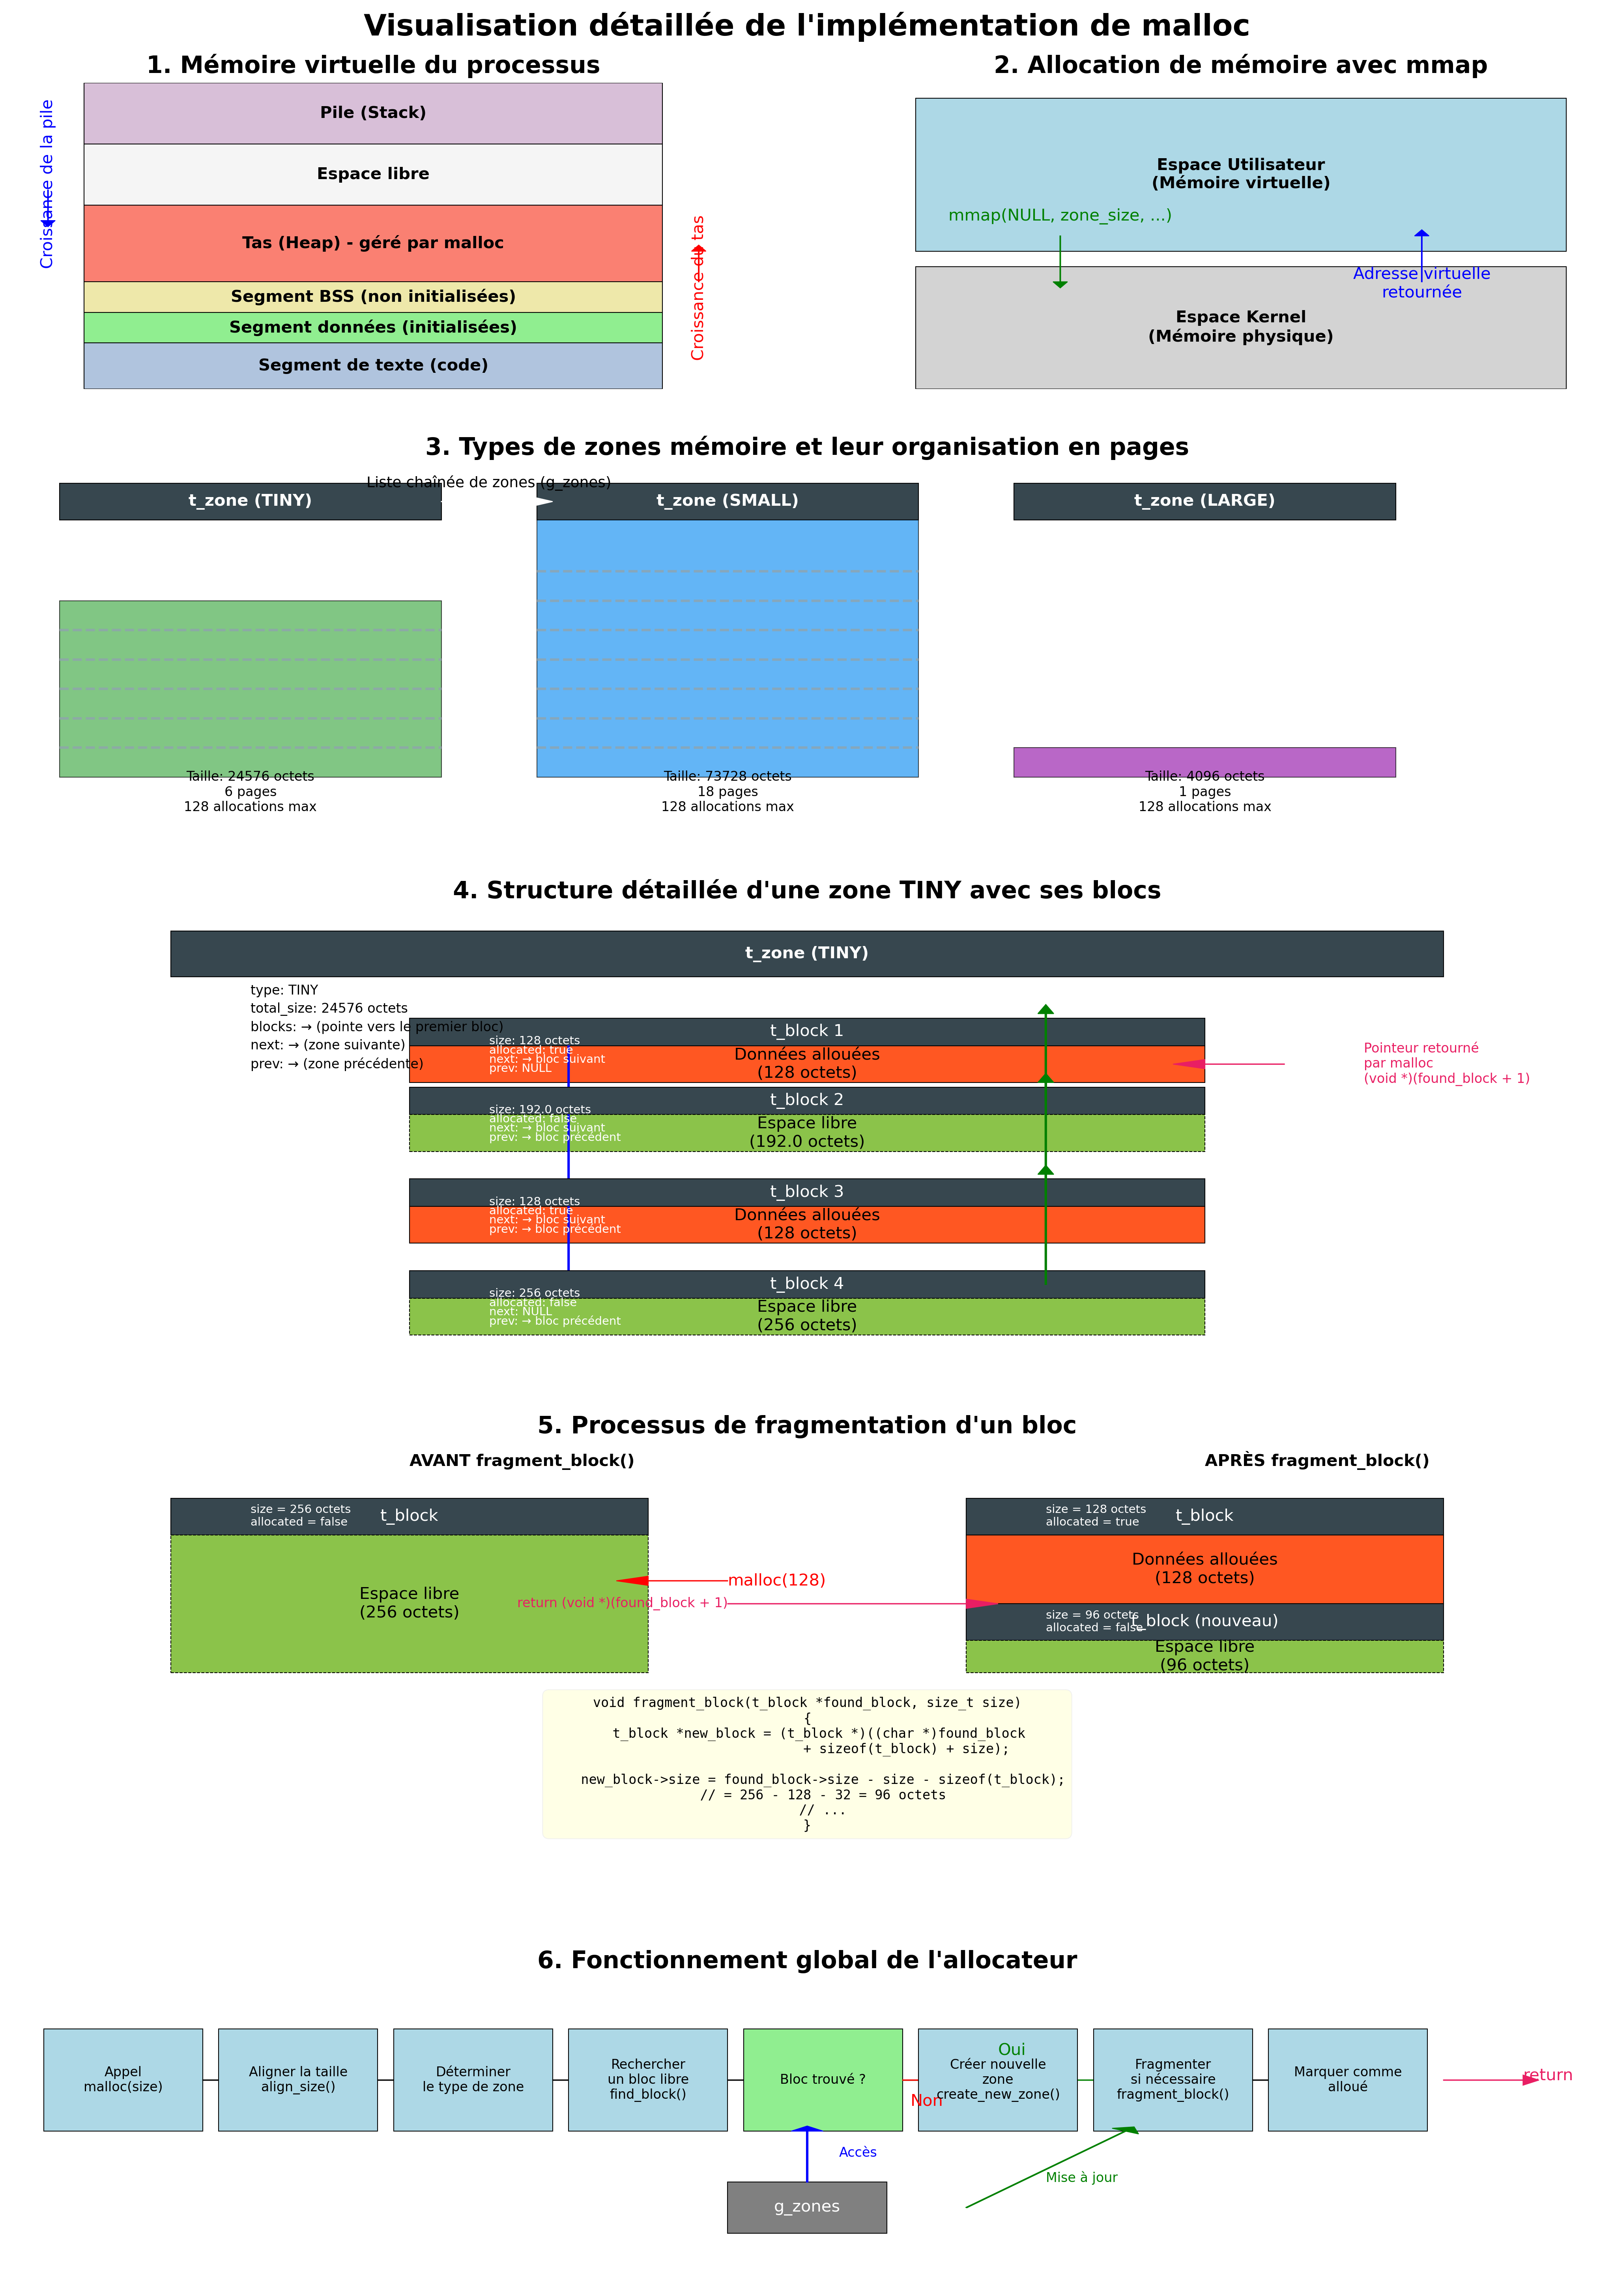 Visualisation détaillée de l'implémentation de malloc
1. Mémoire virtuelle du processus
Croissance de la pile
Pile (Stack)
Espace libre
Tas (Heap) - géré par malloc
Segment BSS (non initialisées)
Segment données (initialisées)
Segment de texte (code)
Croissance du tas
2. Allocation de mémoire avec mmap
Espace Utilisateur
(Mémoire virtuelle)
mmap(NULL, zone_size, ...)
Adresse virtuelle
retournée
Espace Kernel
(Mémoire physique)
3. Types de zones mémoire et leur organisation en pages
Liste chaînée de zones (g_zones)
t_zone (TINY)
t_zone (SMALL)
t_zone (LARGE)
Taille: 24576 octets
6 pages
128 allocations max
Taille: 73728 octets
18 pages
128 allocations max
Taille: 4096 octets
1 pages
128 allocations max
4. Structure détaillée d'une zone TINY avec ses blocs
t_zone (TINY)
type: TINY
total_size: 24576 octets
blocks: → (pointe vers le premier bloc)
next: → (zone suivante)
prev: → (zone précédente)
t_block 1
size: 128 octets
allocated: true
next: → bloc suivant
prev: NULL
Données allouées
(128 octets)
Pointeur retourné
par malloc
(void *)(found_block + 1)
t_block 2
size: 192.0 octets
allocated: false
next: → bloc suivant
prev: → bloc précédent
Espace libre
(192.0 octets)
t_block 3
size: 128 octets
allocated: true
next: → bloc suivant
prev: → bloc précédent
Données allouées
(128 octets)
t_block 4
size: 256 octets
allocated: false
next: NULL
prev: → bloc précédent
Espace libre
(256 octets)
5. Processus de fragmentation d'un bloc
AVANT fragment_block()
size = 256 octets
allocated = false
t_block
Espace libre
(256 octets)
malloc(128)
return (void *)(found_block + 1)
APRÈS fragment_block()
size = 128 octets
allocated = true
t_block
Données allouées
(128 octets)
size = 96 octets
allocated = false
t_block (nouveau)
Espace libre
(96 octets)
void fragment_block(t_block *found_block, size_t size)
{
t_block *new_block = (t_block *)((char *)found_block
+ sizeof(t_block) + size);
new_block->size = found_block->size - size - sizeof(t_block);
// = 256 - 128 - 32 = 96 octets
// ...
}
6. Fonctionnement global de l'allocateur
Appel
malloc(size)
Aligner la taille
align_size()
Déterminer
le type de zone
Rechercher
un bloc libre
find_block()
Bloc trouvé ?
Non
Oui
Créer nouvelle
zone
create_new_zone()
Fragmenter
si nécessaire
fragment_block()
Marquer comme
alloué
return
Accès
Mise à jour
g_zones